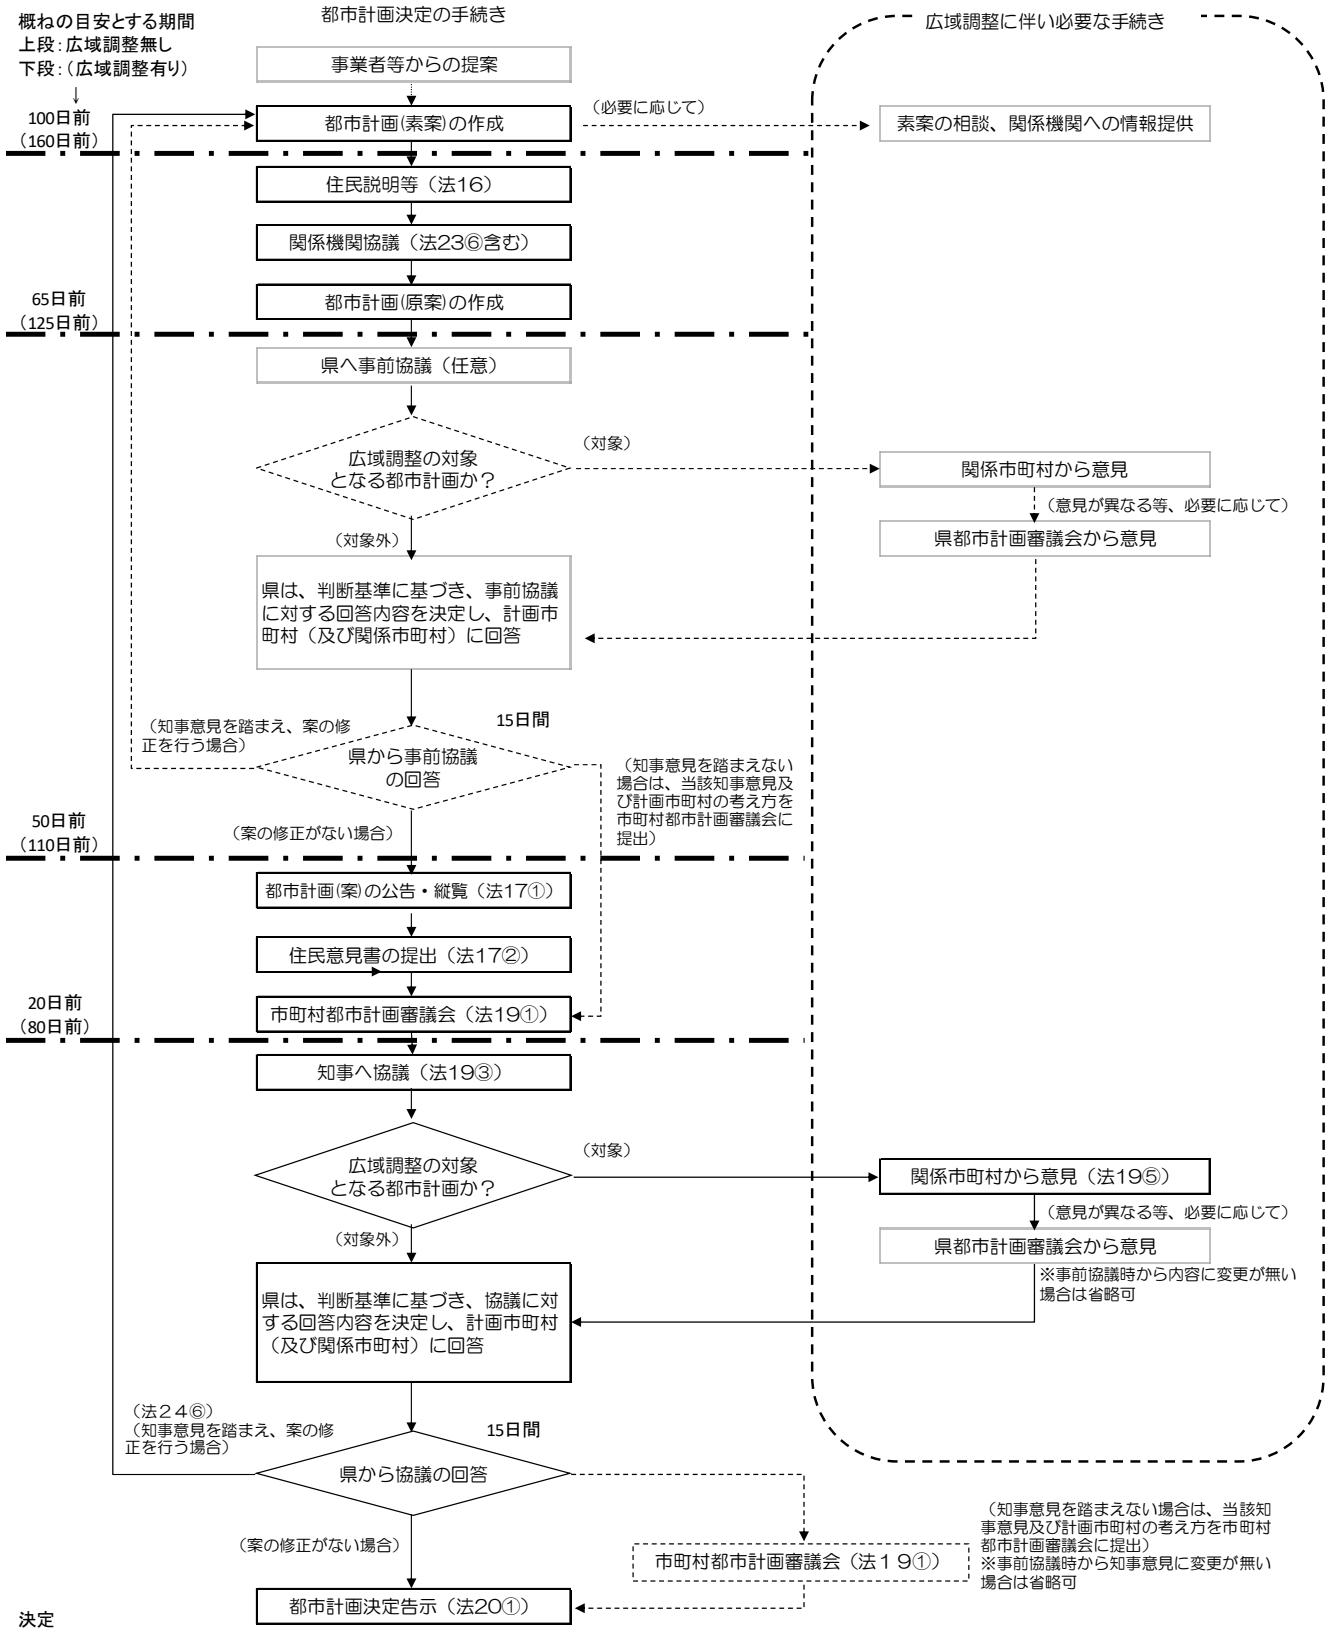 都市計画決定の手続き
概ねの目安とする期間
上段：広域調整無し
下段：（広域調整有り）
↓
広域調整に伴い必要な手続き
事業者等からの提案
100日前
（160日前）
都市計画(素案)の作成
（必要に応じて）
素案の相談、関係機関への情報提供
住民説明等（法16）
関係機関協議（法23⑥含む）
都市計画(原案)の作成
65日前
（125日前）
県へ事前協議（任意）
広域調整の対象
となる都市計画か？
（対象）
関係市町村から意見
（意見が異なる等、必要に応じて）
県都市計画審議会から意見
（対象外）
県は、判断基準に基づき、事前協議
に対する回答内容を決定し、計画市
町村（及び関係市町村）に回答
（知事意見を踏まえ、案の修
正を行う場合）
15日間
県から事前協議
の回答
（知事意見を踏まえない
場合は、当該知事意見及
び計画市町村の考え方を
市町村都市計画審議会に
提出）
（案の修正がない場合）
50日前
（110日前）
都市計画(案)の公告・縦覧（法17①）
住民意見書の提出（法17②）
市町村都市計画審議会（法19①）
20日前
（80日前）
知事へ協議（法19③）
広域調整の対象
となる都市計画か？
（対象）
関係市町村から意見（法19⑤）
（意見が異なる等、必要に応じて）
県都市計画審議会から意見
※事前協議時から内容に変更が無い
場合は省略可
（対象外）
県は、判断基準に基づき、協議に対
する回答内容を決定し、計画市町村
（及び関係市町村）に回答
（法２４⑥）
（知事意見を踏まえ、案の修
正を行う場合）
15日間
県から協議の回答
（知事意見を踏まえない場合は、当該知
事意見及び計画市町村の考え方を市町村
都市計画審議会に提出）
※事前協議時から知事意見に変更が無い
場合は省略可
（案の修正がない場合）
市町村都市計画審議会（法１９①）
都市計画決定告示（法20①）
決定